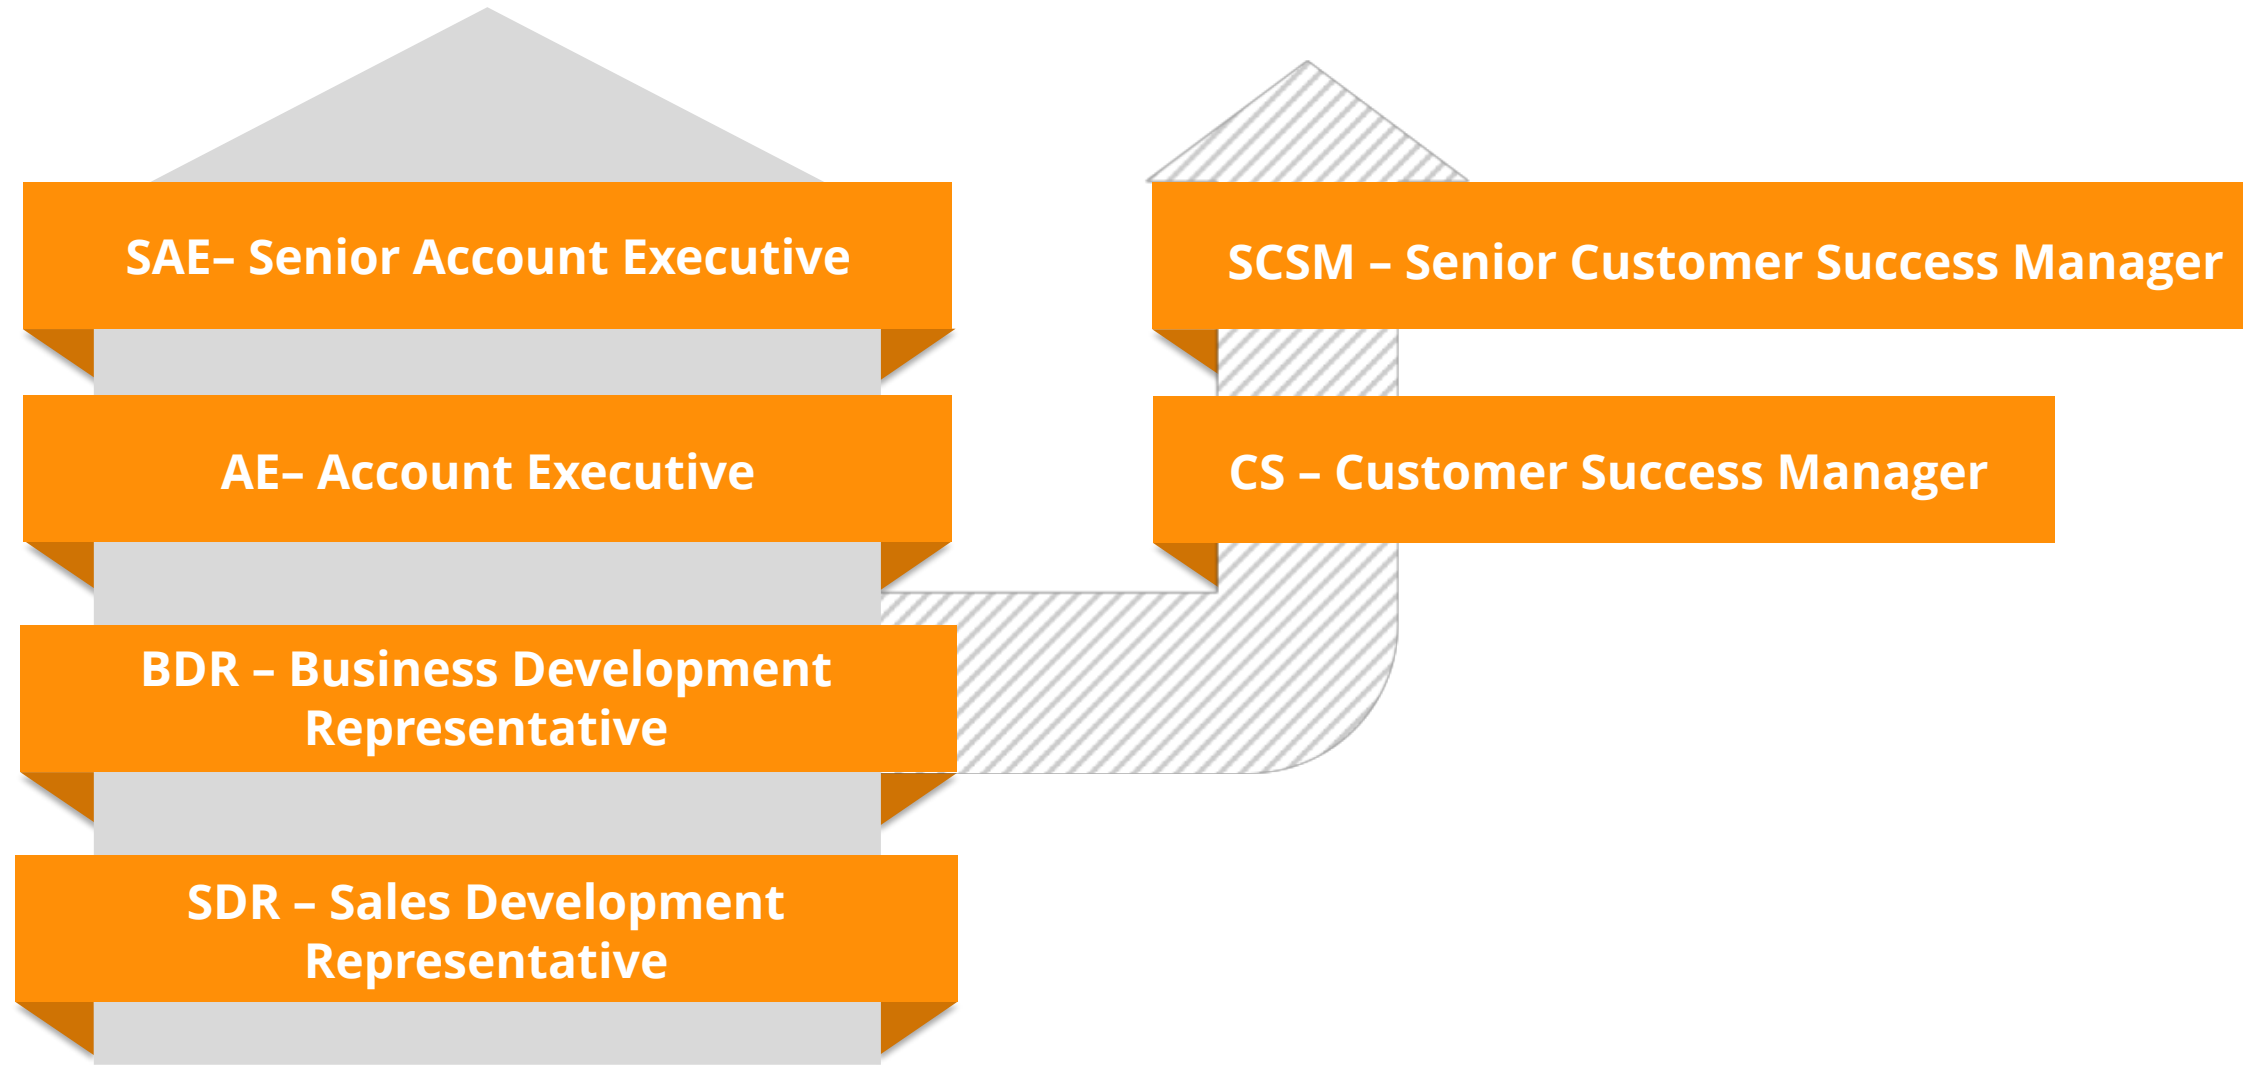 SAE– Senior Account Executive
SCSM – Senior Customer Success Manager
AE– Account Executive
CS – Customer Success Manager
BDR – Business Development
Representative
SDR – Sales Development
Representative